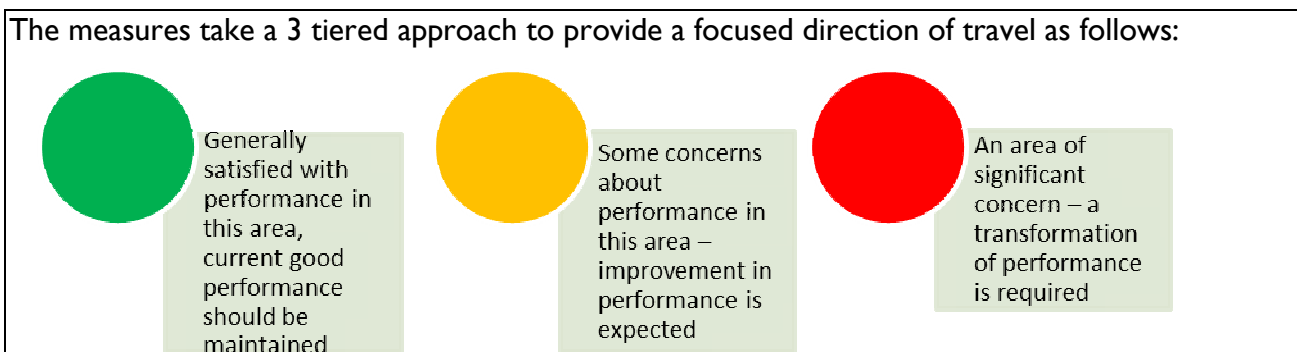 The measures take a 3 tiered approach to provide a focused direction of travel as follows:
Generally
satisfied with
performance in
this area,
current good
performance
should be
maintained
Some concerns
about
performance in
this area –
improvement in
performance is
expected
An area of
significant
concern – a
transformation
of performance
is required